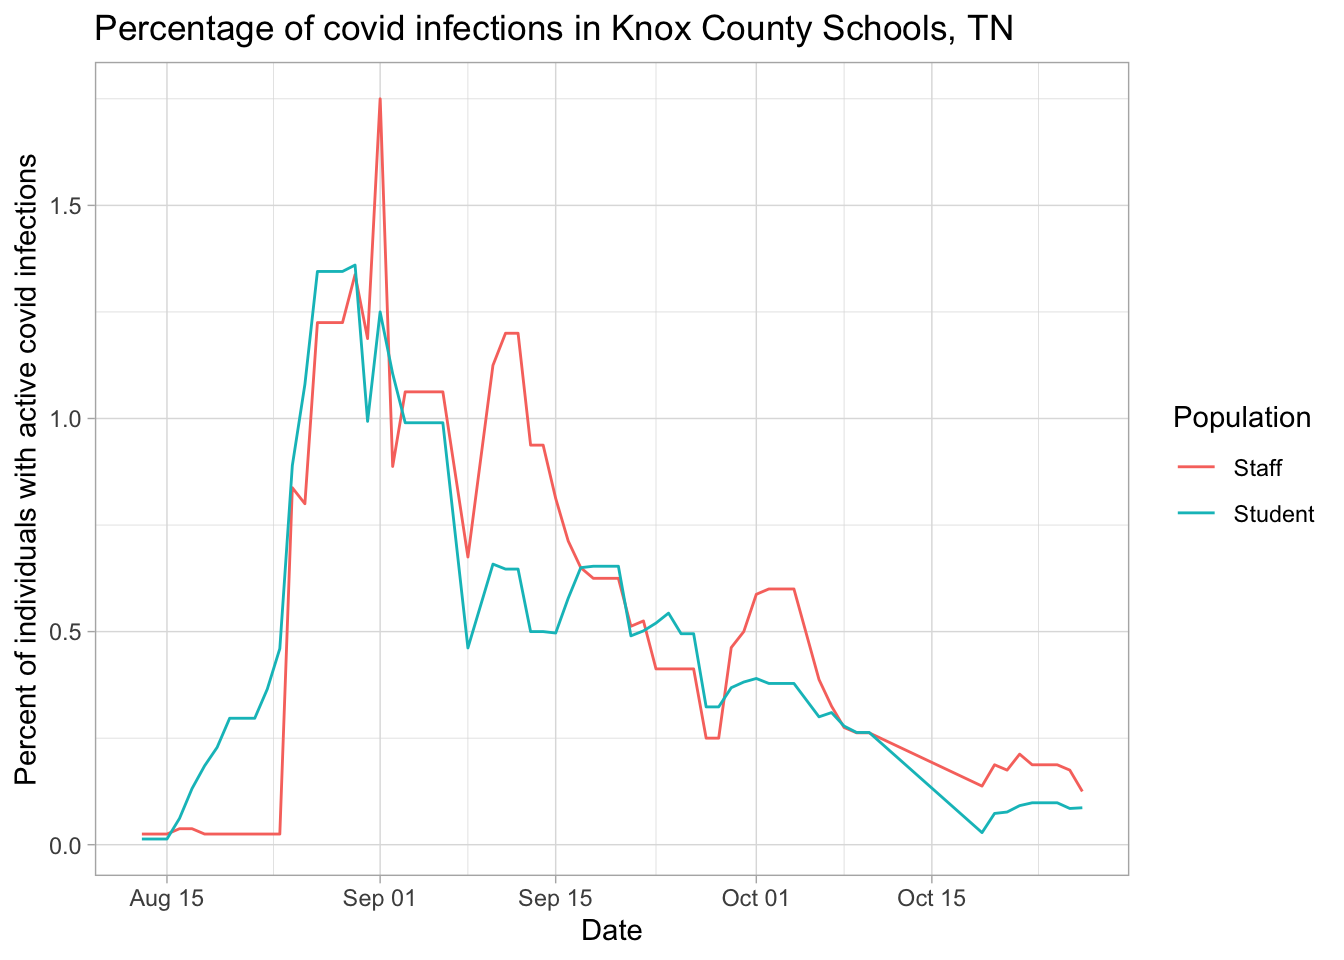 Percentage of covid infections in Knox County Schools, TN
Percent of individuals with active covid infections
1.5
1.0
0.5
0.0
Aug 15
Sep 01
Sep 15
Oct 01
Oct 15
Date
Population
Staff
Student